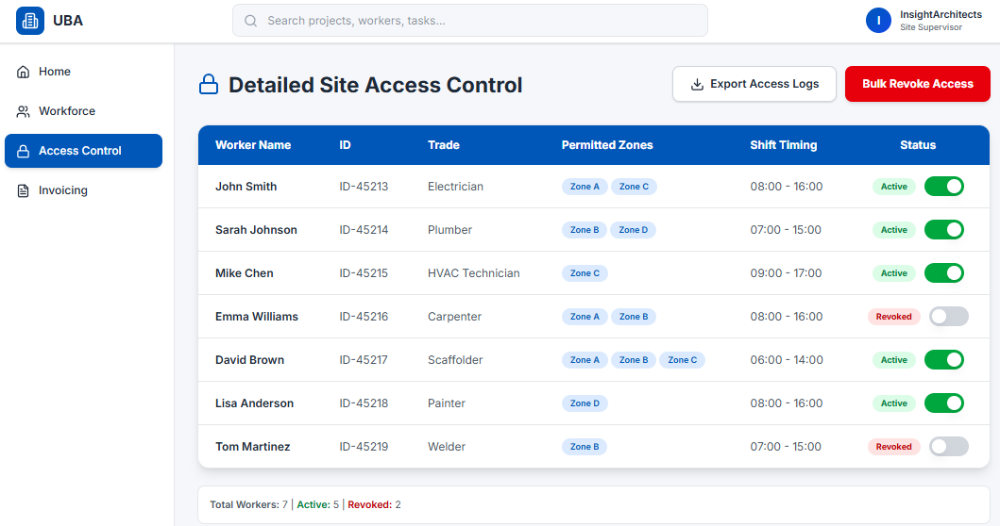 UBA
Search projects, workers, tasks...
I
InsightArchitects
Site Supervisor
Home
Workforce
Access Control
Invoicing
Detailed Site Access Control
Export Access Logs
Bulk Revoke Access
Worker Name ID Trade Permitted Zones Shift Timing Status
John Smith ID-45213 Electrician Zone A Zone C 08:00 - 16:00 Active
Sarah Johnson ID-45214 Plumber Zone B Zone D 07:00 - 15:00 Active
Mike Chen ID-45215 HVAC Technician Zone C 09:00 - 17:00 Active
Emma Williams ID-45216 Carpenter Zone A Zone B 08:00 - 16:00 Revoked
David Brown ID-45217 Scaffolder Zone A Zone B Zone C 06:00 - 14:00 Active
Lisa Anderson ID-45218 Painter Zone D 08:00 - 16:00 Active
Tom Martinez ID-45219 Welder Zone B 07:00 - 15:00 Revoked
Total Workers: 7 | Active: 5 | Revoked: 2